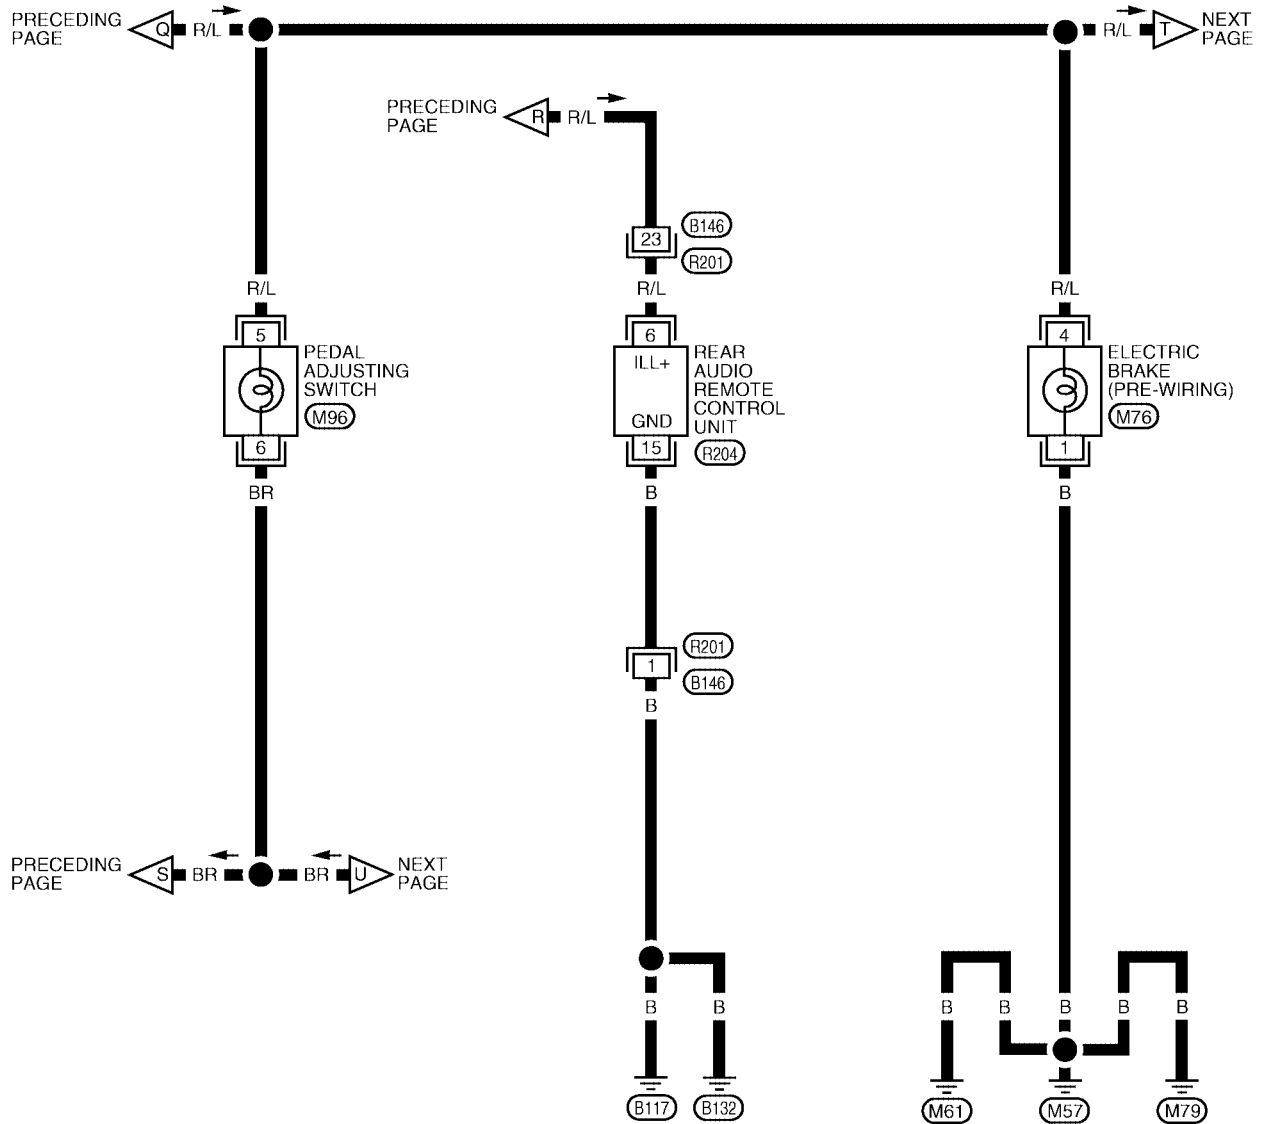 PRECEDING
PAGE
Q
R/L
R/L
T
NEXT
PAGE
PRECEDING
PAGE
R
R/L
23
B146
R201
R/L
R/L
R/L
5
PEDAL
ADJUSTING
SWITCH
M96
6
BR
6
ILL+
GND
15
REAR
AUDIO
REMOTE
CONTROL
UNIT
R204
B
4
ELECTRIC
BRAKE
(PRE-WIRING)
M76
1
B
R201
1
B146
B
PRECEDING
PAGE
S
BR
BR
U
NEXT
PAGE
B
B
B
B
B
B
B
B117
B132
M61
M57
M79